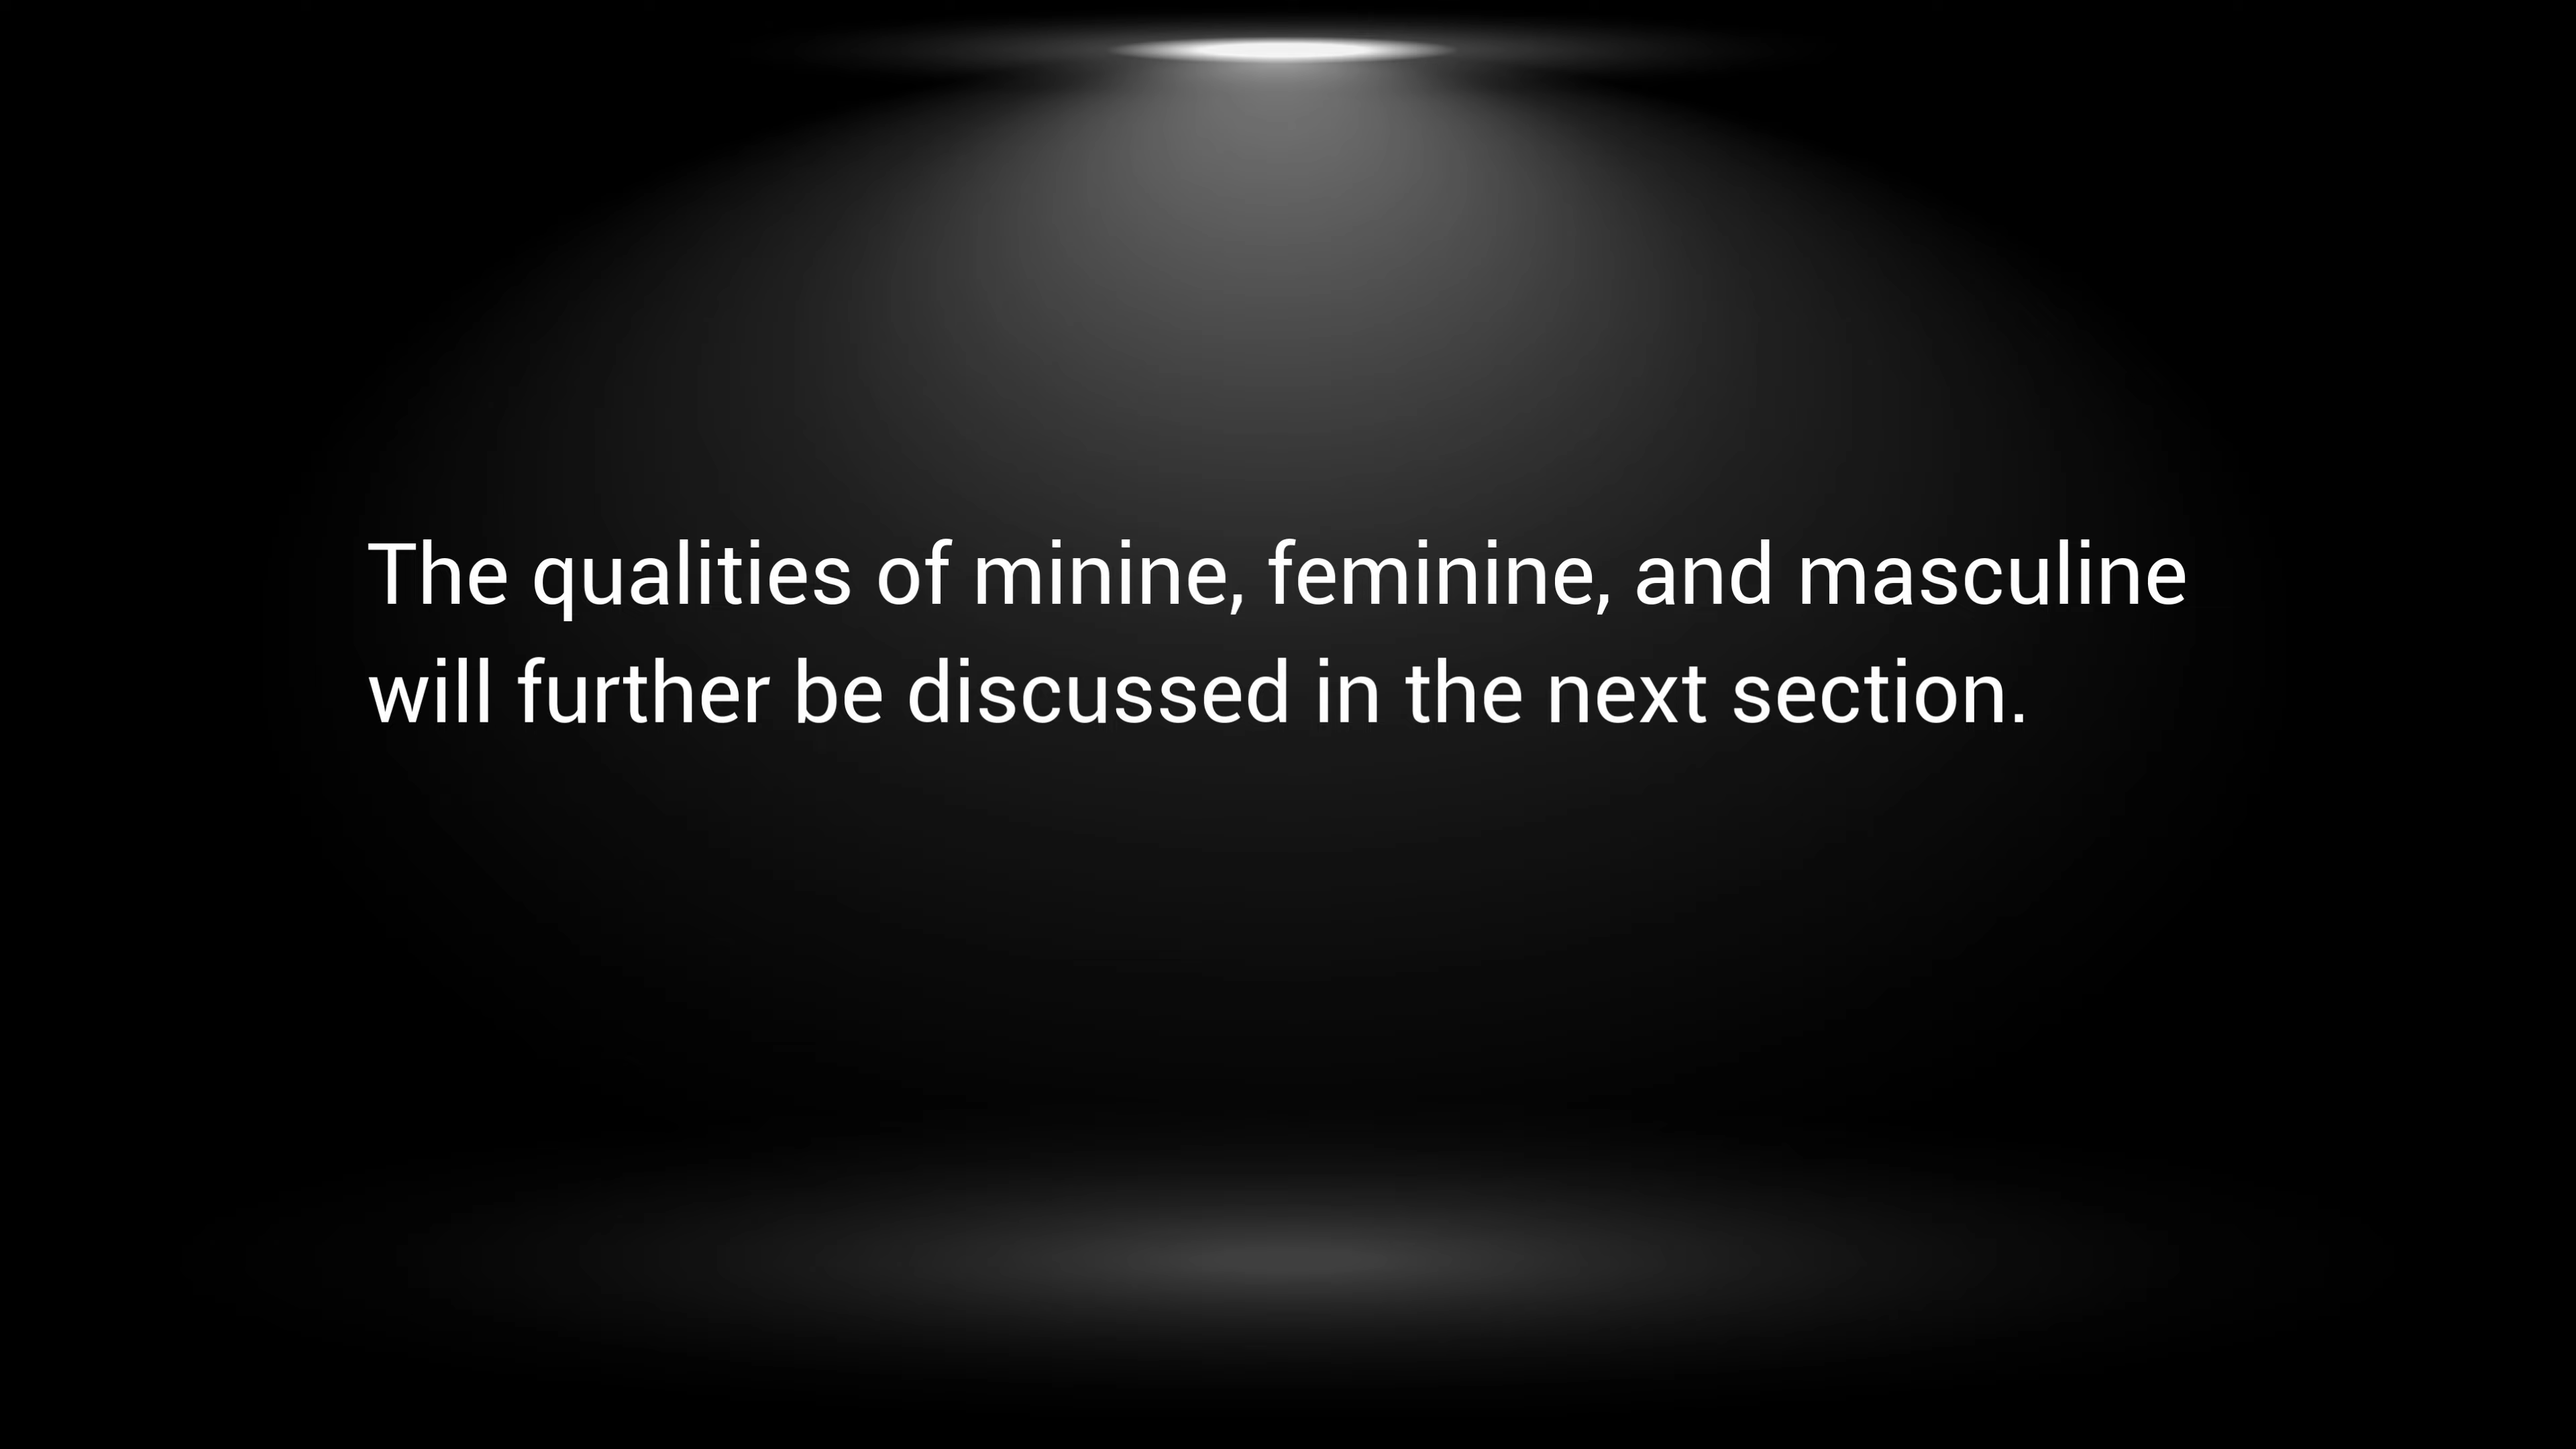 The qualities of minine, feminine, and masculine
will further be discussed in the next section.